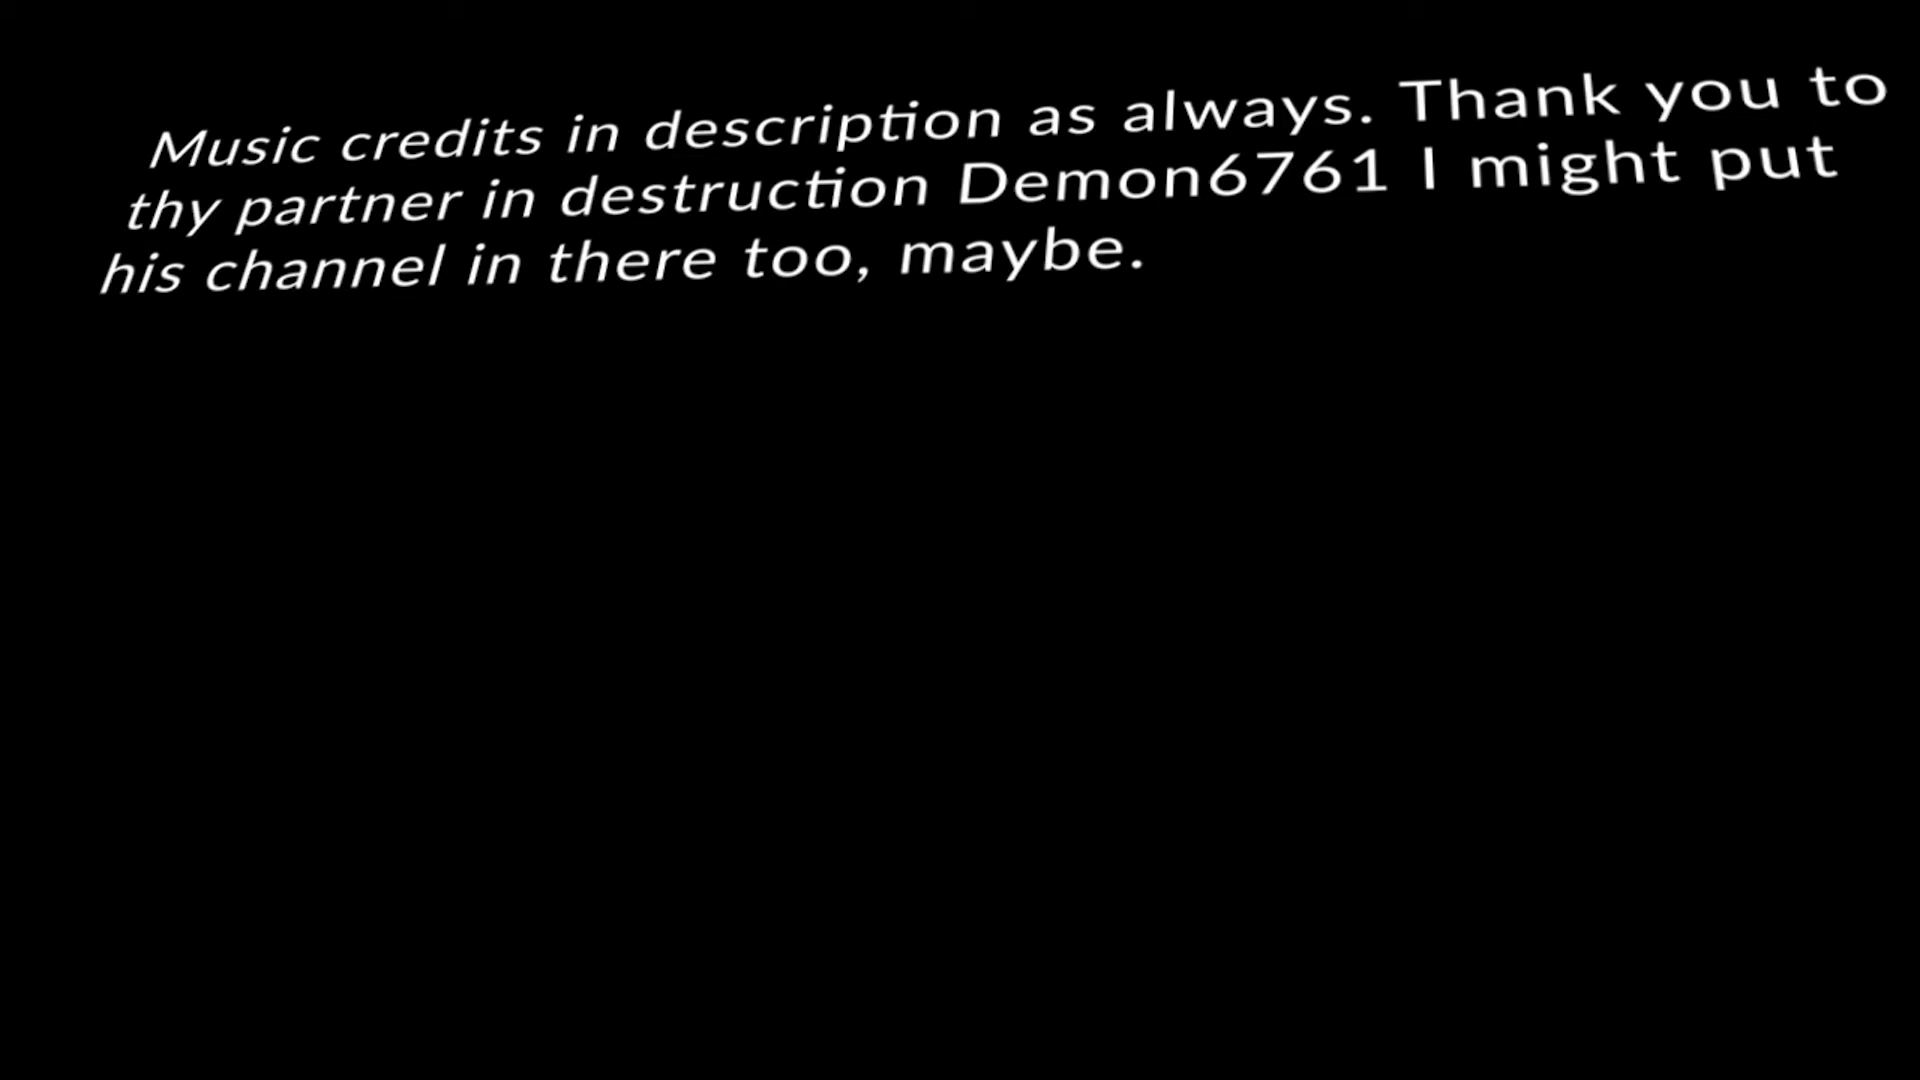 Music credits in description as always. Thank you to
thy partner in destruction Demon6761 I might put
his channel in there too, maybe.